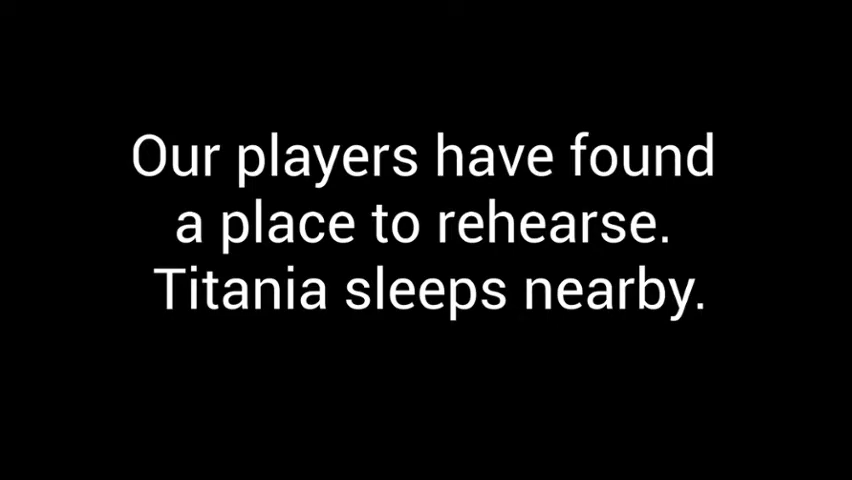 Our players have found
a place to rehearse.
Titania sleeps nearby.